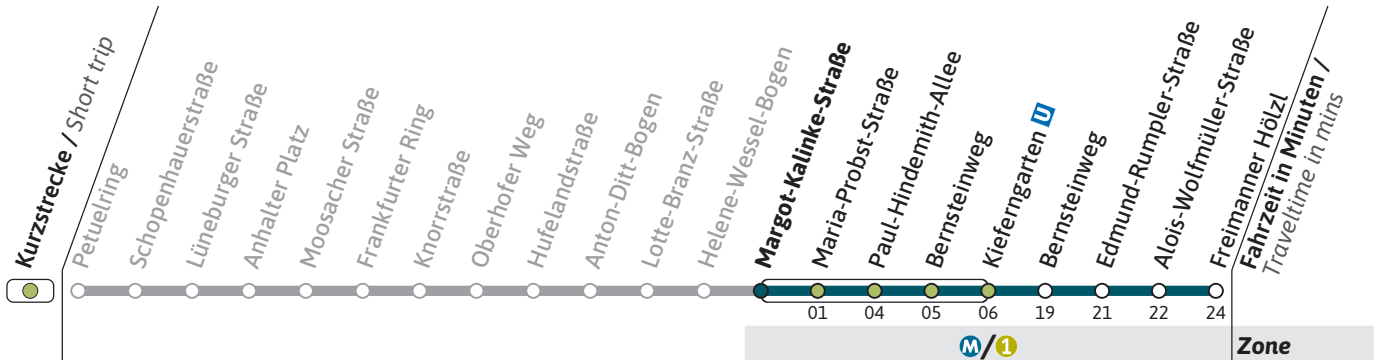 Kurzstrecke / Short trip
Petuelring
Schopenhauerstraße
Lüneburger Straße
Anhalter Platz
Moosacher Straße
Frankfurter Ring
Knorrstraße
Oberhofer Weg
Hufelandstraße
Anton-Ditt-Bogen
Lotte-Branz-Straße
Helene-Wessel-Bogen
Margot-Kalinke-Straße
Maria-Probst-Straße
Paul-Hindemith-Allee
Bernsteinweg
Kieferngarten U
Bernsteinweg
Edmund-Rumpler-Straße
Alois-Wolfmüller-Straße
Freimanner Hölzl
Fahrzeit in Minuten /
Traveltime in mins
01 04 05 06 19 21 22 24
M/1 Zone